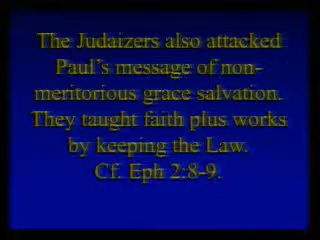 The Judaizers also attacked
Paul's message of non-
meritorious grace salvation.
They taught faith plus works
by keeping the Law.
Cf. Eph 2:8-9.